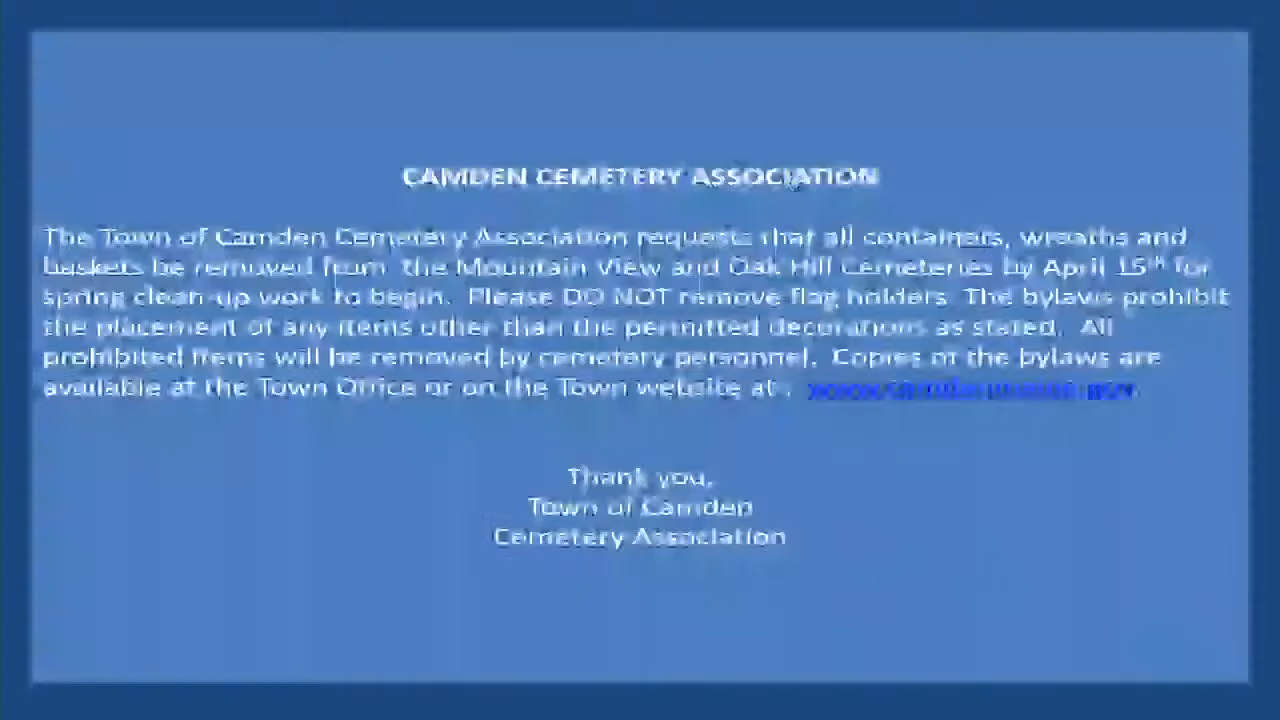 CAMDEN CEMETERY ASSOCIATION
The Town of Camden Cemetery Association requests that all containers, wreaths and
baskets be removed from the Mountain View and Oak Hill Cemeteries by April 15th for
spring clean-up work to begin. Please DO NOT remove flag holders. The bylaws prohibit
the placement of any items other than the permitted decorations as stated. All
prohibited items will be removed by cemetery personnel. Copies of the bylaws are
available at the Town Office or on the Town website at: www.camdenmaine.gov
Thank you,
Town of Camden
Cemetery Association